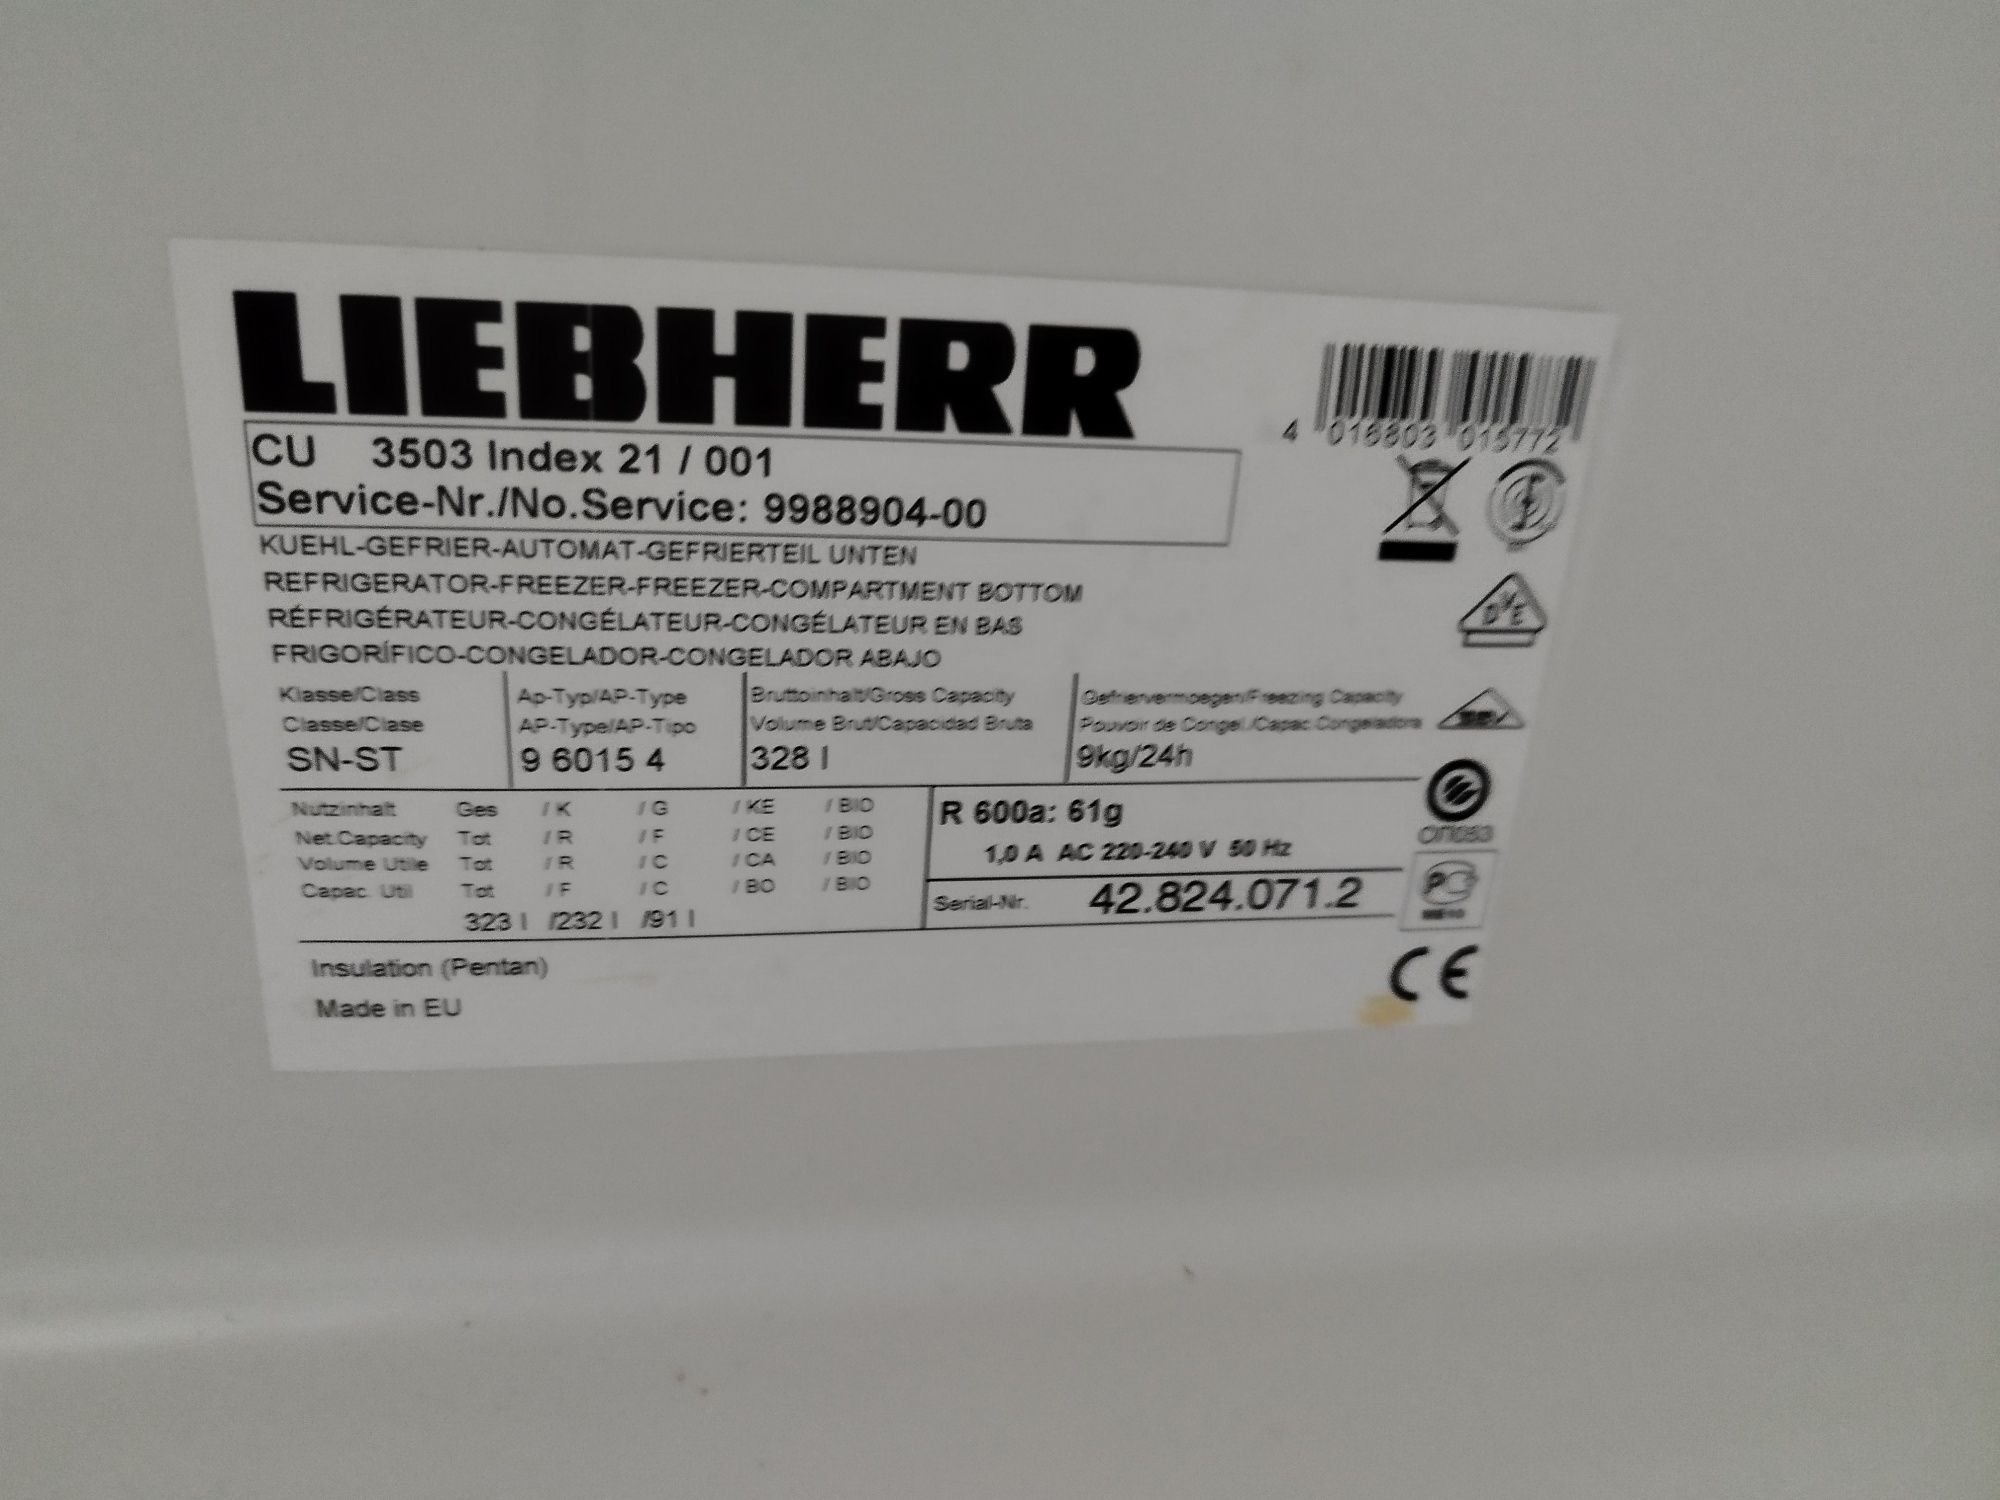 LIEBHERR
4 016803 015772
CU 3503 Index 21 / 001
Service-Nr./No.Service: 9988904-00
KUEHL-GEFRIER-AUTOMAT-GEFRIERTEIL UNTEN
REFRIGERATOR-FREEZER-FREEZER-COMPARTMENT BOTTOM
RÉFRIGÉRATEUR-CONGÉLATEUR-CONGÉLATEUR EN BAS
FRIGORÍFICO-CONGELADOR-CONGELADOR ABAJO
DVE
Klasse/Class Ap-Typ/AP-Type Bruttoinhalt/Gross Capacity Gefriervermoegen/Freezing Capacity
Classe/Clase AP-Type/AP-Tipo Volume Brut/Capacidad Bruta Pouvoir de Congel./Capac.Congeladora
SN-ST 9 6015 4 328 l 9kg/24h
Nutzinhalt Ges / K / G / KE / BIO
Net.Capacity Tot / R / F / CE / BIO
Volume Utile Tot / R / C / CA / BIO
Capac. Util Tot / F / C / BO / BIO
323 l /232 l /91 l
R 600a: 61g
1,0 A AC 220-240 V 50 Hz
Serial-Nr. 42.824.071.2
Insulation (Pentan)
Made in EU
CE